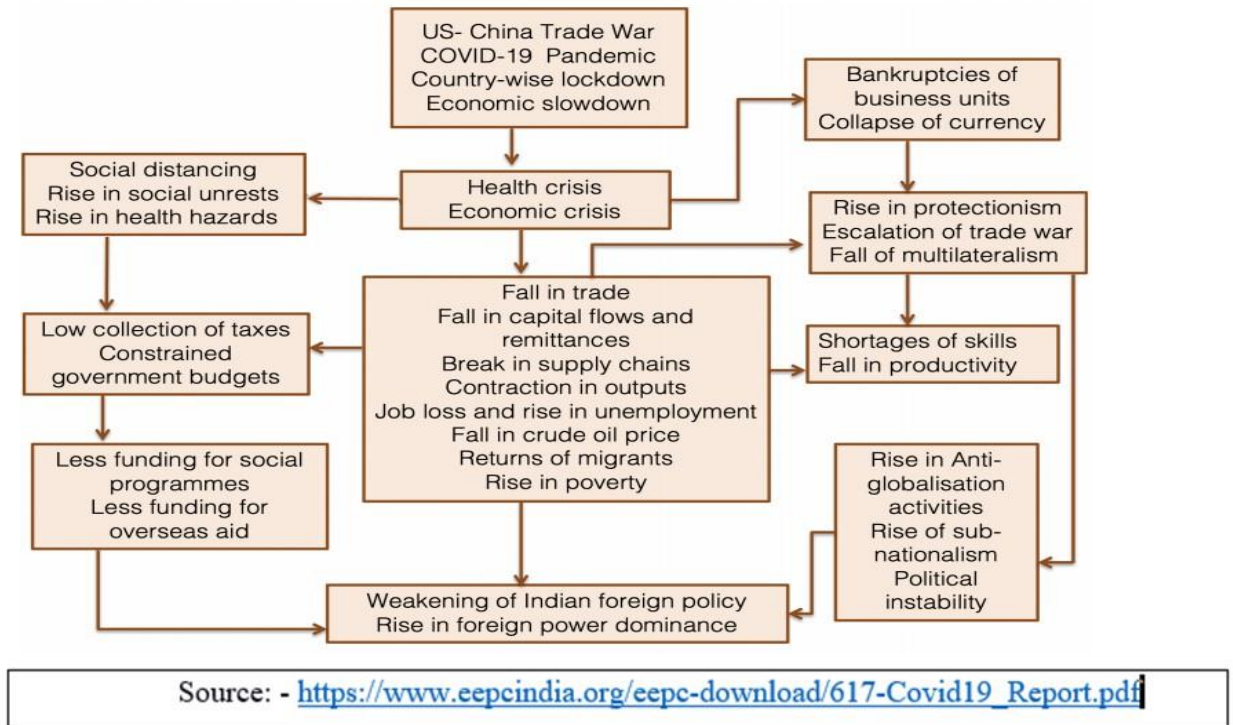 US- China Trade War
COVID-19 Pandemic
Country-wise lockdown
Economic slowdown
Bankruptcies of
business units
Collapse of currency
Social distancing
Rise in social unrests
Rise in health hazards
Health crisis
Economic crisis
Rise in protectionism
Escalation of trade war
Fall of multilateralism
Fall in trade
Fall in capital flows and
remittances
Break in supply chains
Contraction in outputs
Job loss and rise in unemployment
Fall in crude oil price
Returns of migrants
Rise in poverty
Low collection of taxes
Constrained
government budgets
Shortages of skills
Fall in productivity
Less funding for social
programmes
Less funding for
overseas aid
Rise in Anti-
globalisation
activities
Rise of sub-
nationalism
Political
instability
Weakening of Indian foreign policy
Rise in foreign power dominance
Source: - https://www.eepcindia.org/eepc-download/617-Covid19_Report.pdf